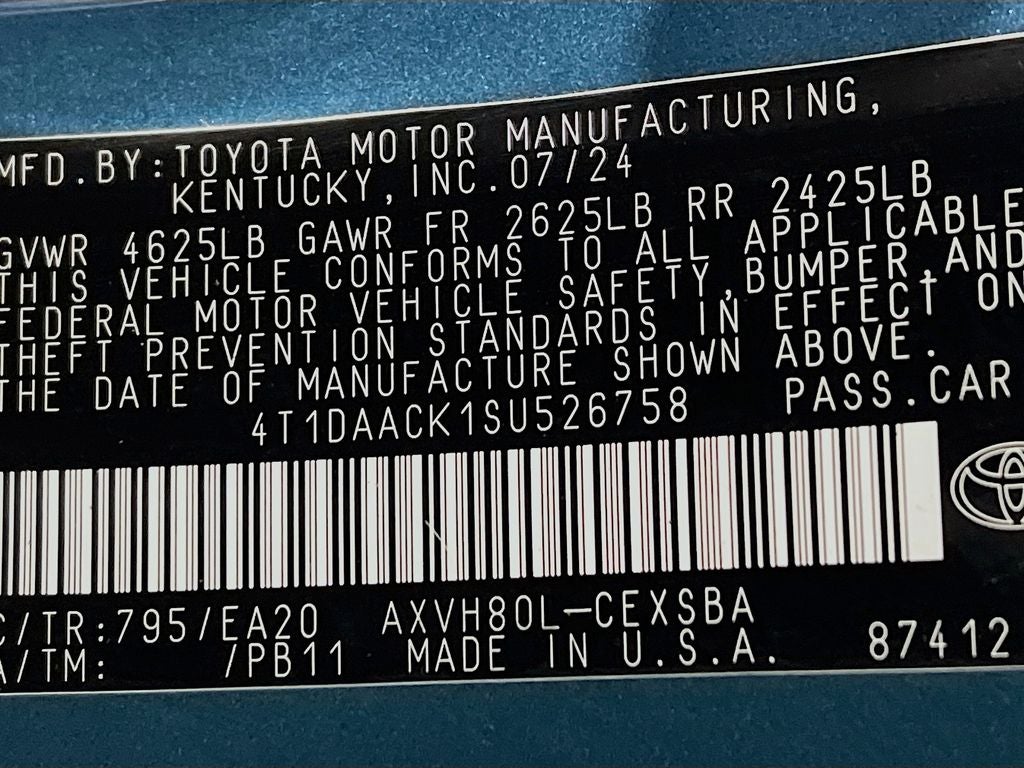 MFD.BY:TOYOTA MOTOR MANUFACTURING,
KENTUCKY,INC.07/24
GVWR 4625LB GAWR FR 2625LB RR 2425LB
THIS VEHICLE CONFORMS TO ALL APPLICABLE
FEDERAL MOTOR VEHICLE SAFETY,BUMPER,AND
THEFT PREVENTION STANDARDS IN EFFECT ON
THE DATE OF MANUFACTURE SHOWN ABOVE.
4T1DAACK1SU526758 PASS.CAR
C/TR:795/EA20 AXVH80L-CEXSBA
A/TM: /PB11 MADE IN U.S.A. 87412